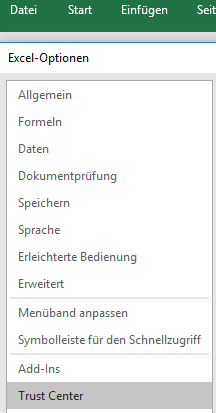 Datei Start Einfügen Seit
Excel-Optionen
Allgemein
Formeln
Daten
Dokumentprüfung
Speichern
Sprache
Erleichterte Bedienung
Erweitert
Menüband anpassen
Symbolleiste für den Schnellzugriff
Add-Ins
Trust Center